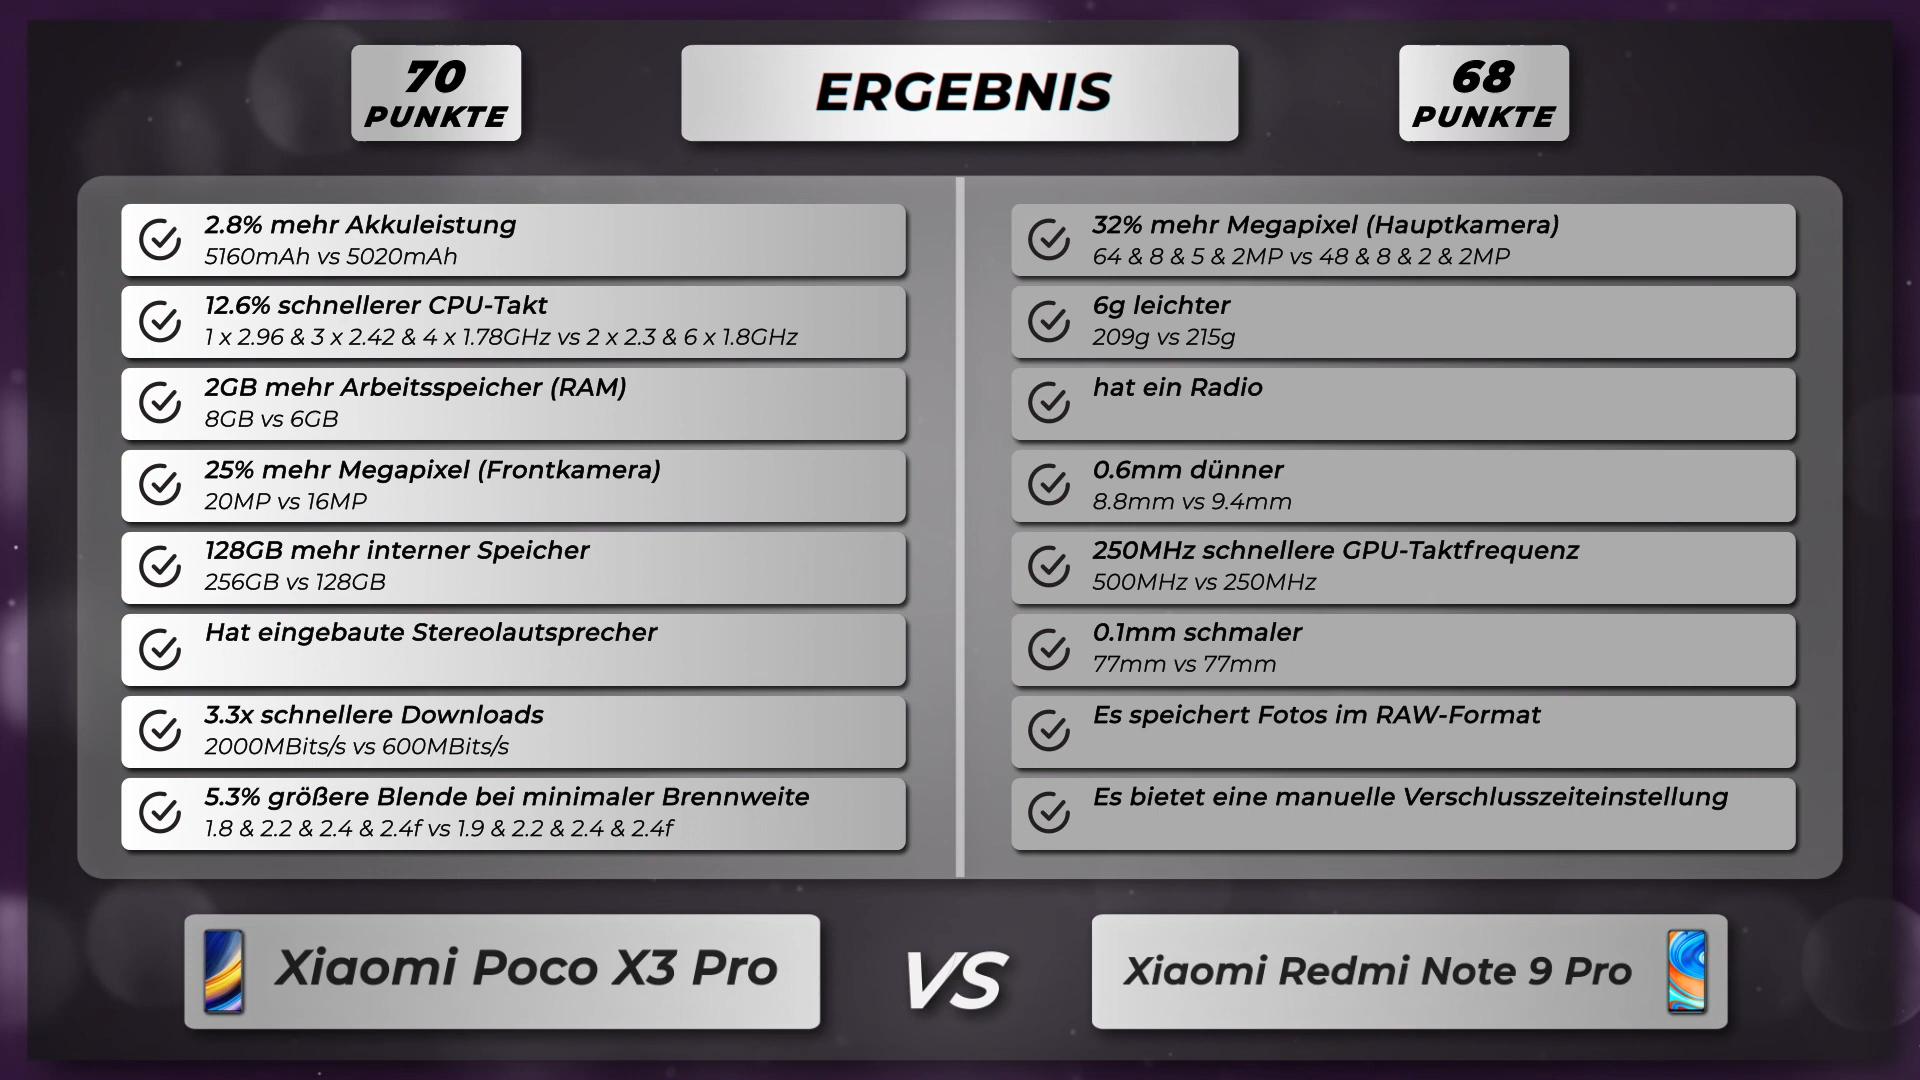 70
PUNKTE
ERGEBNIS
68
PUNKTE
2.8% mehr Akkuleistung
5160mAh vs 5020mAh
12.6% schnellerer CPU-Takt
1 x 2.96 & 3 x 2.42 & 4 x 1.78GHz vs 2 x 2.3 & 6 x 1.8GHz
2GB mehr Arbeitsspeicher (RAM)
8GB vs 6GB
25% mehr Megapixel (Frontkamera)
20MP vs 16MP
128GB mehr interner Speicher
256GB vs 128GB
Hat eingebaute Stereolautsprecher
3.3x schnellere Downloads
2000MBits/s vs 600MBits/s
5.3% größere Blende bei minimaler Brennweite
1.8 & 2.2 & 2.4 & 2.4f vs 1.9 & 2.2 & 2.4 & 2.4f
32% mehr Megapixel (Hauptkamera)
64 & 8 & 5 & 2MP vs 48 & 8 & 2 & 2MP
6g leichter
209g vs 215g
hat ein Radio
0.6mm dünner
8.8mm vs 9.4mm
250MHz schnellere GPU-Taktfrequenz
500MHz vs 250MHz
0.1mm schmaler
77mm vs 77mm
Es speichert Fotos im RAW-Format
Es bietet eine manuelle Verschlusszeiteinstellung
Xiaomi Poco X3 Pro
VS
Xiaomi Redmi Note 9 Pro